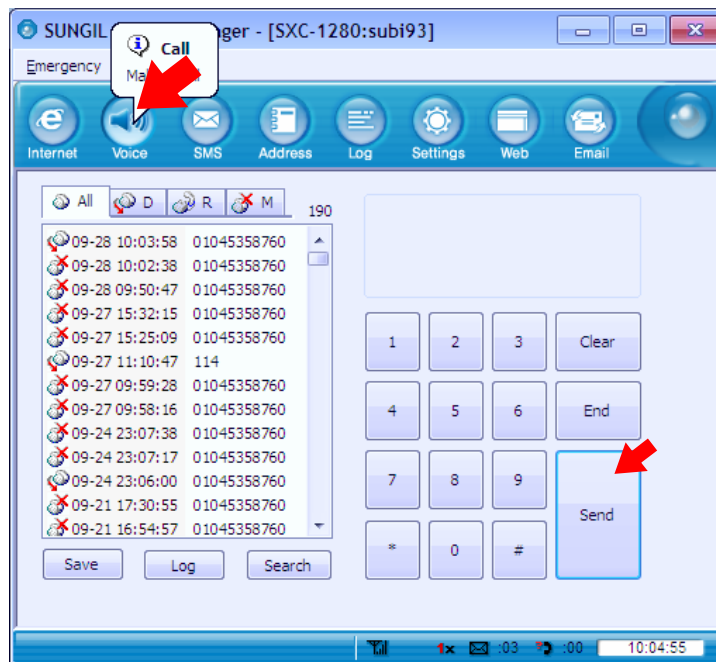 SUNGIL ger - [SXC-1280:subi93]
Call
Emergency
Internet Voice SMS Address Log Settings Web Email
All D R M 190
09-28 10:03:58 01045358760
09-28 10:02:38 01045358760
09-28 09:50:47 01045358760
09-27 15:32:15 01045358760
09-27 15:25:09 01045358760
09-27 11:10:47 114
09-27 09:59:28 01045358760
09-27 09:58:16 01045358760
09-24 23:07:38 01045358760
09-24 23:07:17 01045358760
09-24 23:06:00 01045358760
09-21 17:30:55 01045358760
09-21 16:54:57 01045358760
Save Log Search
1 2 3 Clear
4 5 6 End
7 8 9 Send
* 0 #
1x :03 :00 10:04:55